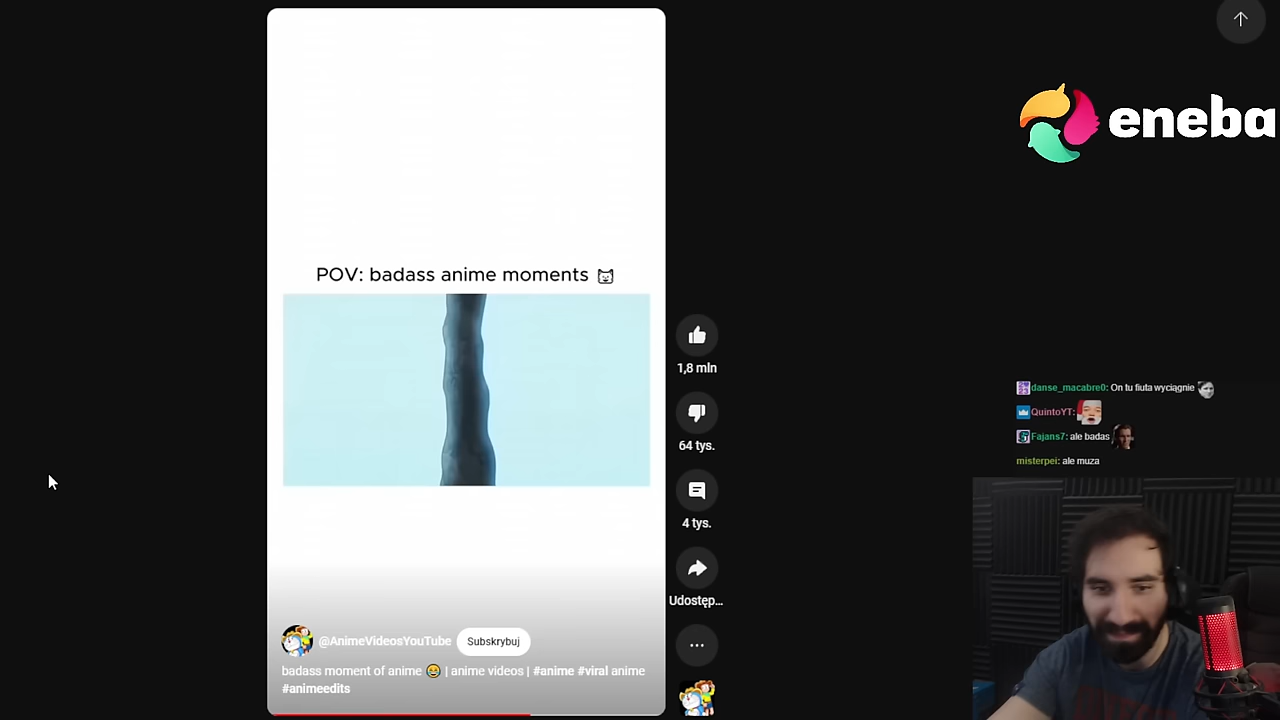 eneba
POV: badass anime moments
1,8 mln
64 tys.
4 tys.
Udostęp...
danse_macabre0: On tu fiuta wyciągnie
QuintoYT:
Fajans7: ale badas
misterpei: ale muza
@AnimeVideosYouTube
Subskrybuj
badass moment of anime 😂 | anime videos | #anime #viral anime
#animeedits